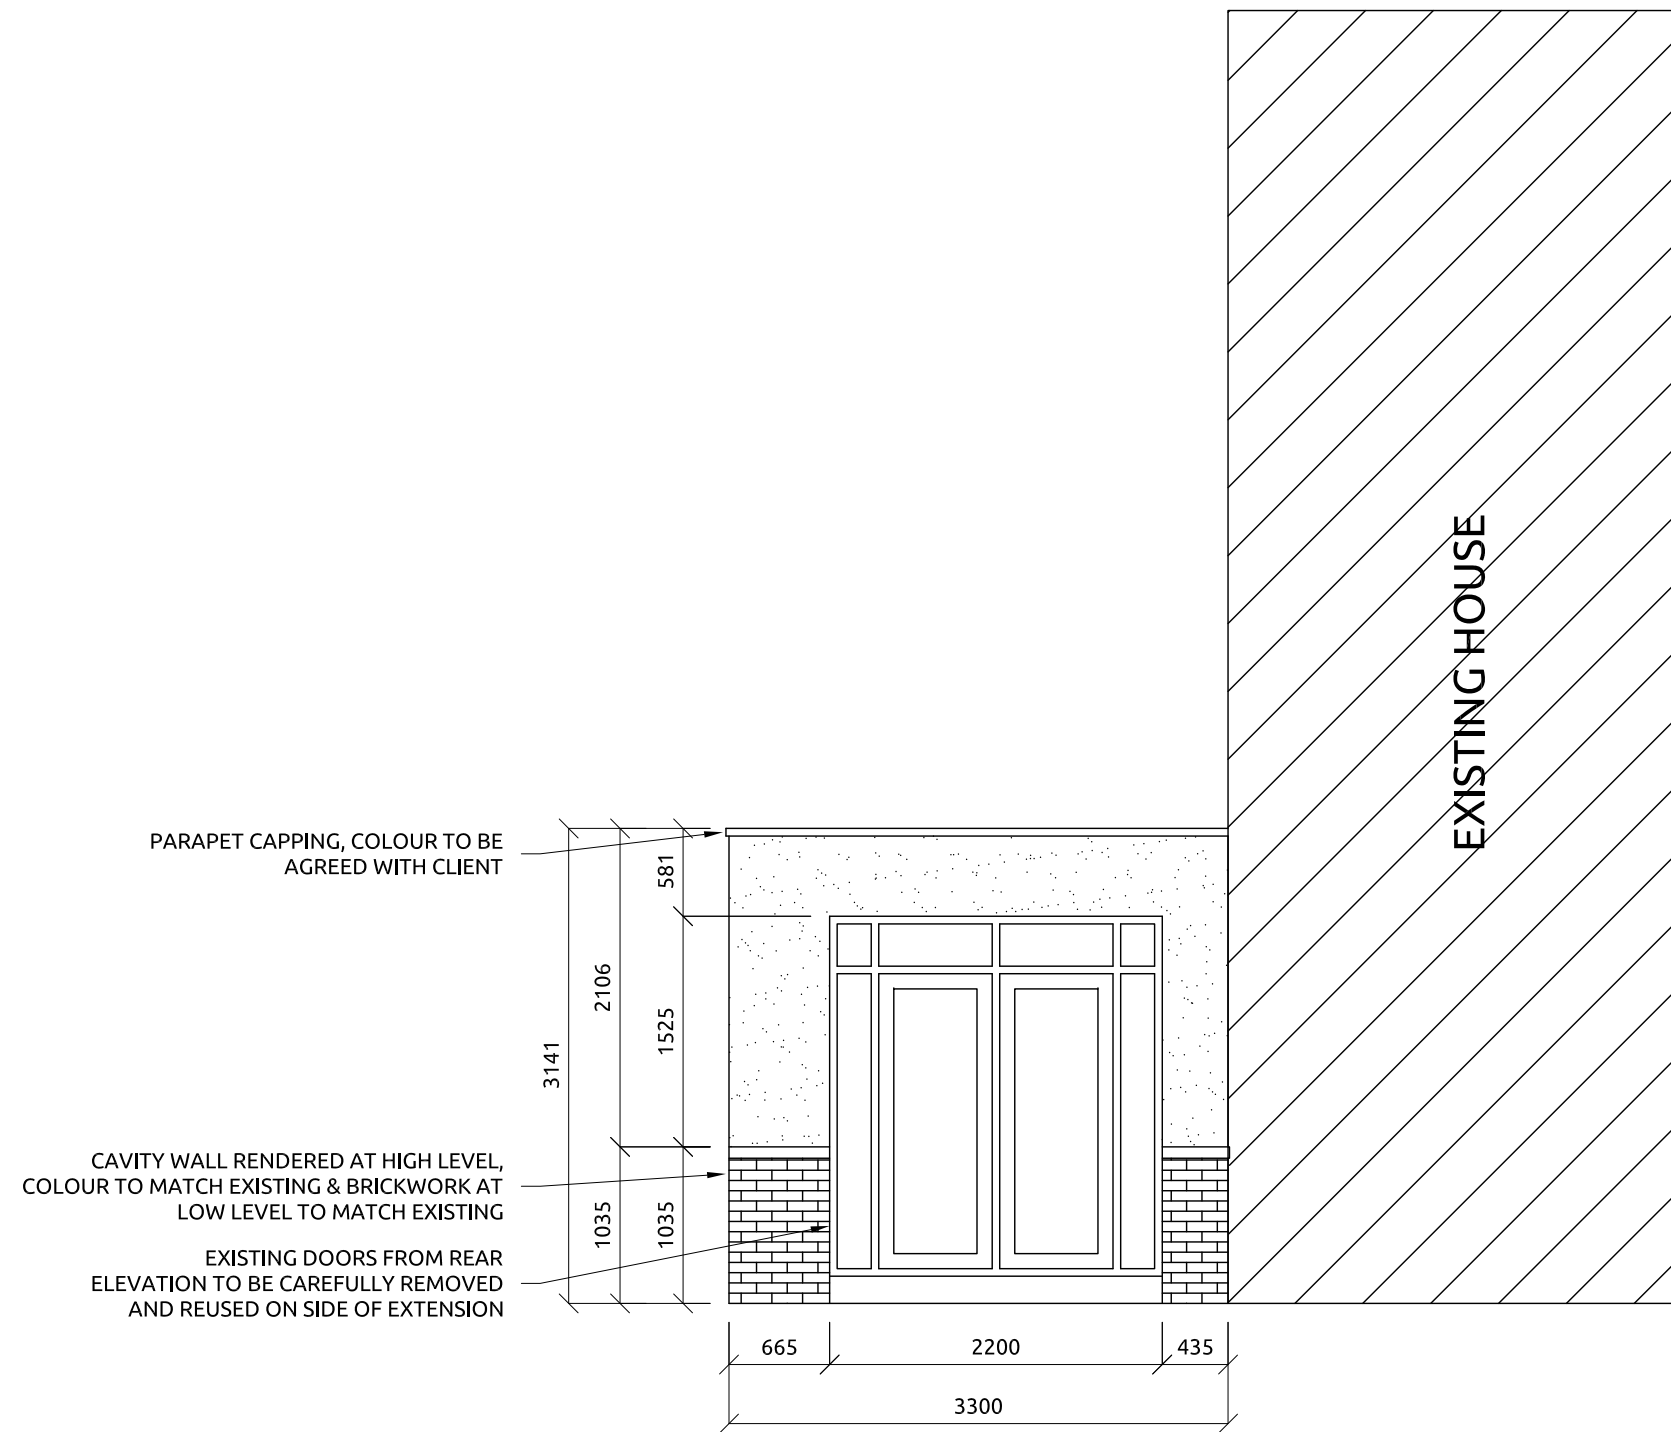 EXISTING HOUSE
PARAPET CAPPING, COLOUR TO BE
AGREED WITH CLIENT
581
2106
1525
3141
CAVITY WALL RENDERED AT HIGH LEVEL,
COLOUR TO MATCH EXISTING & BRICKWORK AT
LOW LEVEL TO MATCH EXISTING
1035
1035
EXISTING DOORS FROM REAR
ELEVATION TO BE CAREFULLY REMOVED
AND REUSED ON SIDE OF EXTENSION
665
2200
435
3300